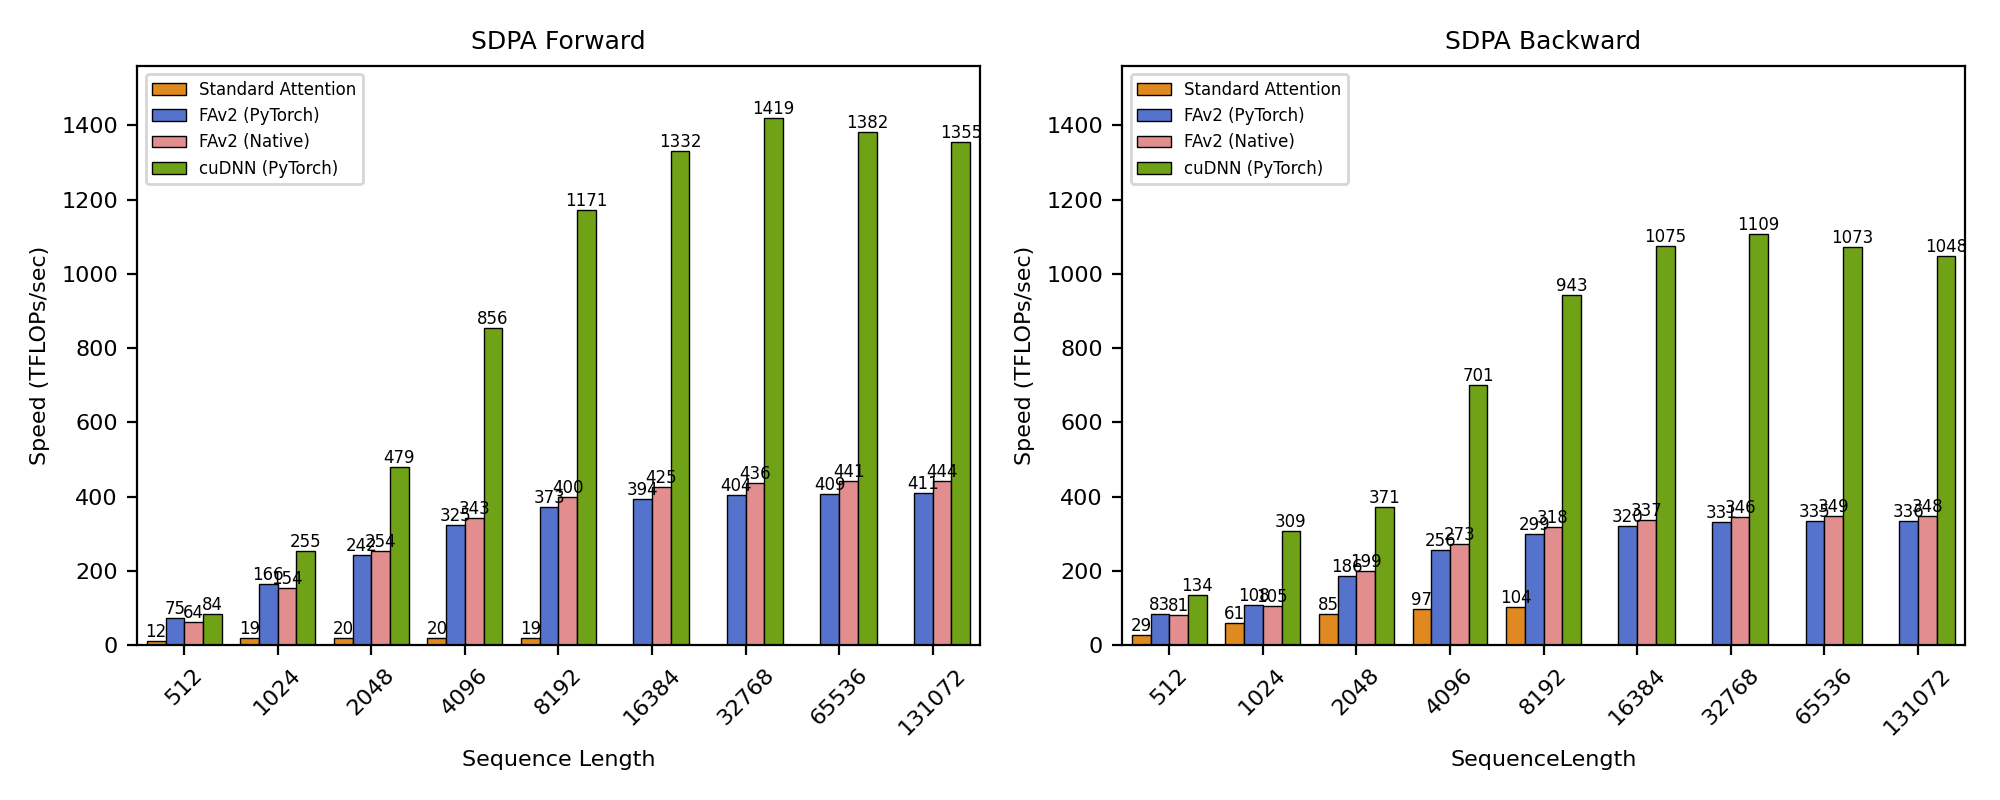 SDPA Forward
Standard Attention
FAv2 (PyTorch)
FAv2 (Native)
cuDNN (PyTorch)
Speed (TFLOPs/sec)
1400
1200
1000
800
600
400
200
0
12 75 64 84
19 166 154 255
20 242 254 479
20 325 343 856
19 373 400 1171
394 425 1332
404 436 1419
409 441 1382
411 444 1355
512 1024 2048 4096 8192 16384 32768 65536 131072
Sequence Length
SDPA Backward
Standard Attention
FAv2 (PyTorch)
FAv2 (Native)
cuDNN (PyTorch)
Speed (TFLOPs/sec)
1400
1200
1000
800
600
400
200
0
29 83 81 134
61 108 105 309
85 186 199 371
97 256 273 701
104 299 318 943
320 337 1075
331 346 1109
335 349 1073
336 348 1048
512 1024 2048 4096 8192 16384 32768 65536 131072
SequenceLength